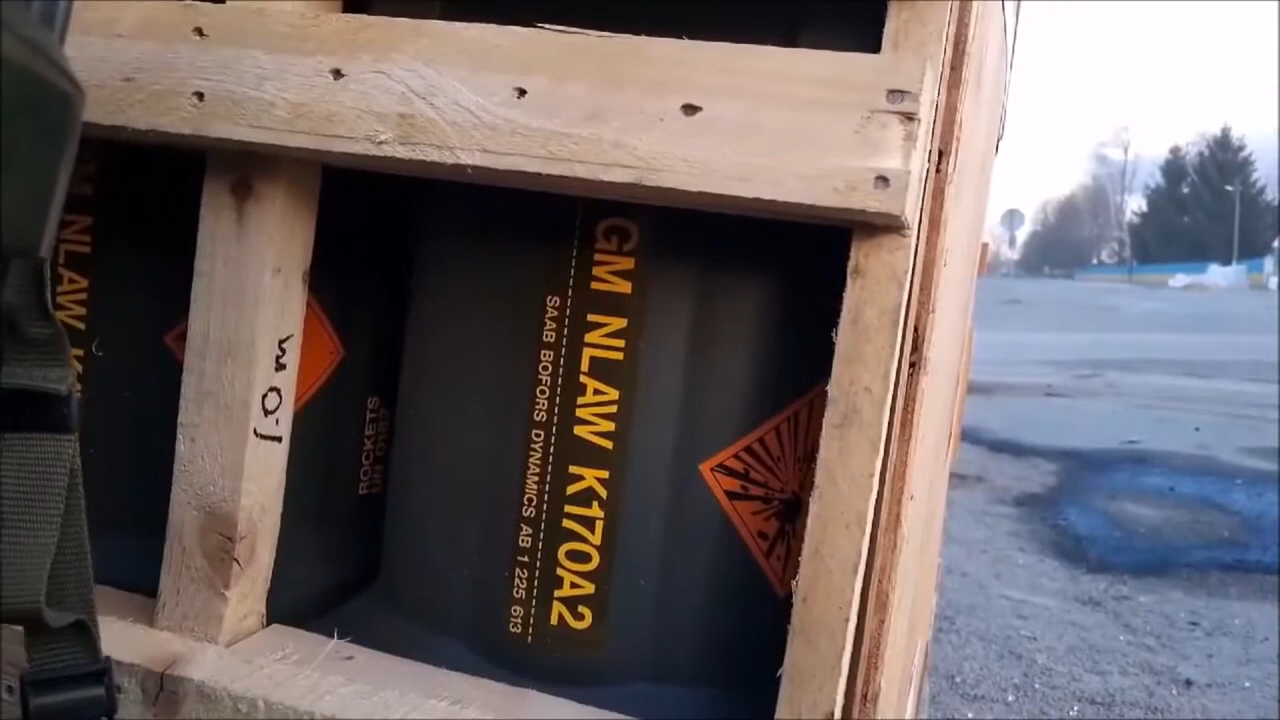 GM NLAW K170A2
SAAB BOFORS DYNAMICS AB 1 225 613
ROCKETS
UN 0182
NLAW